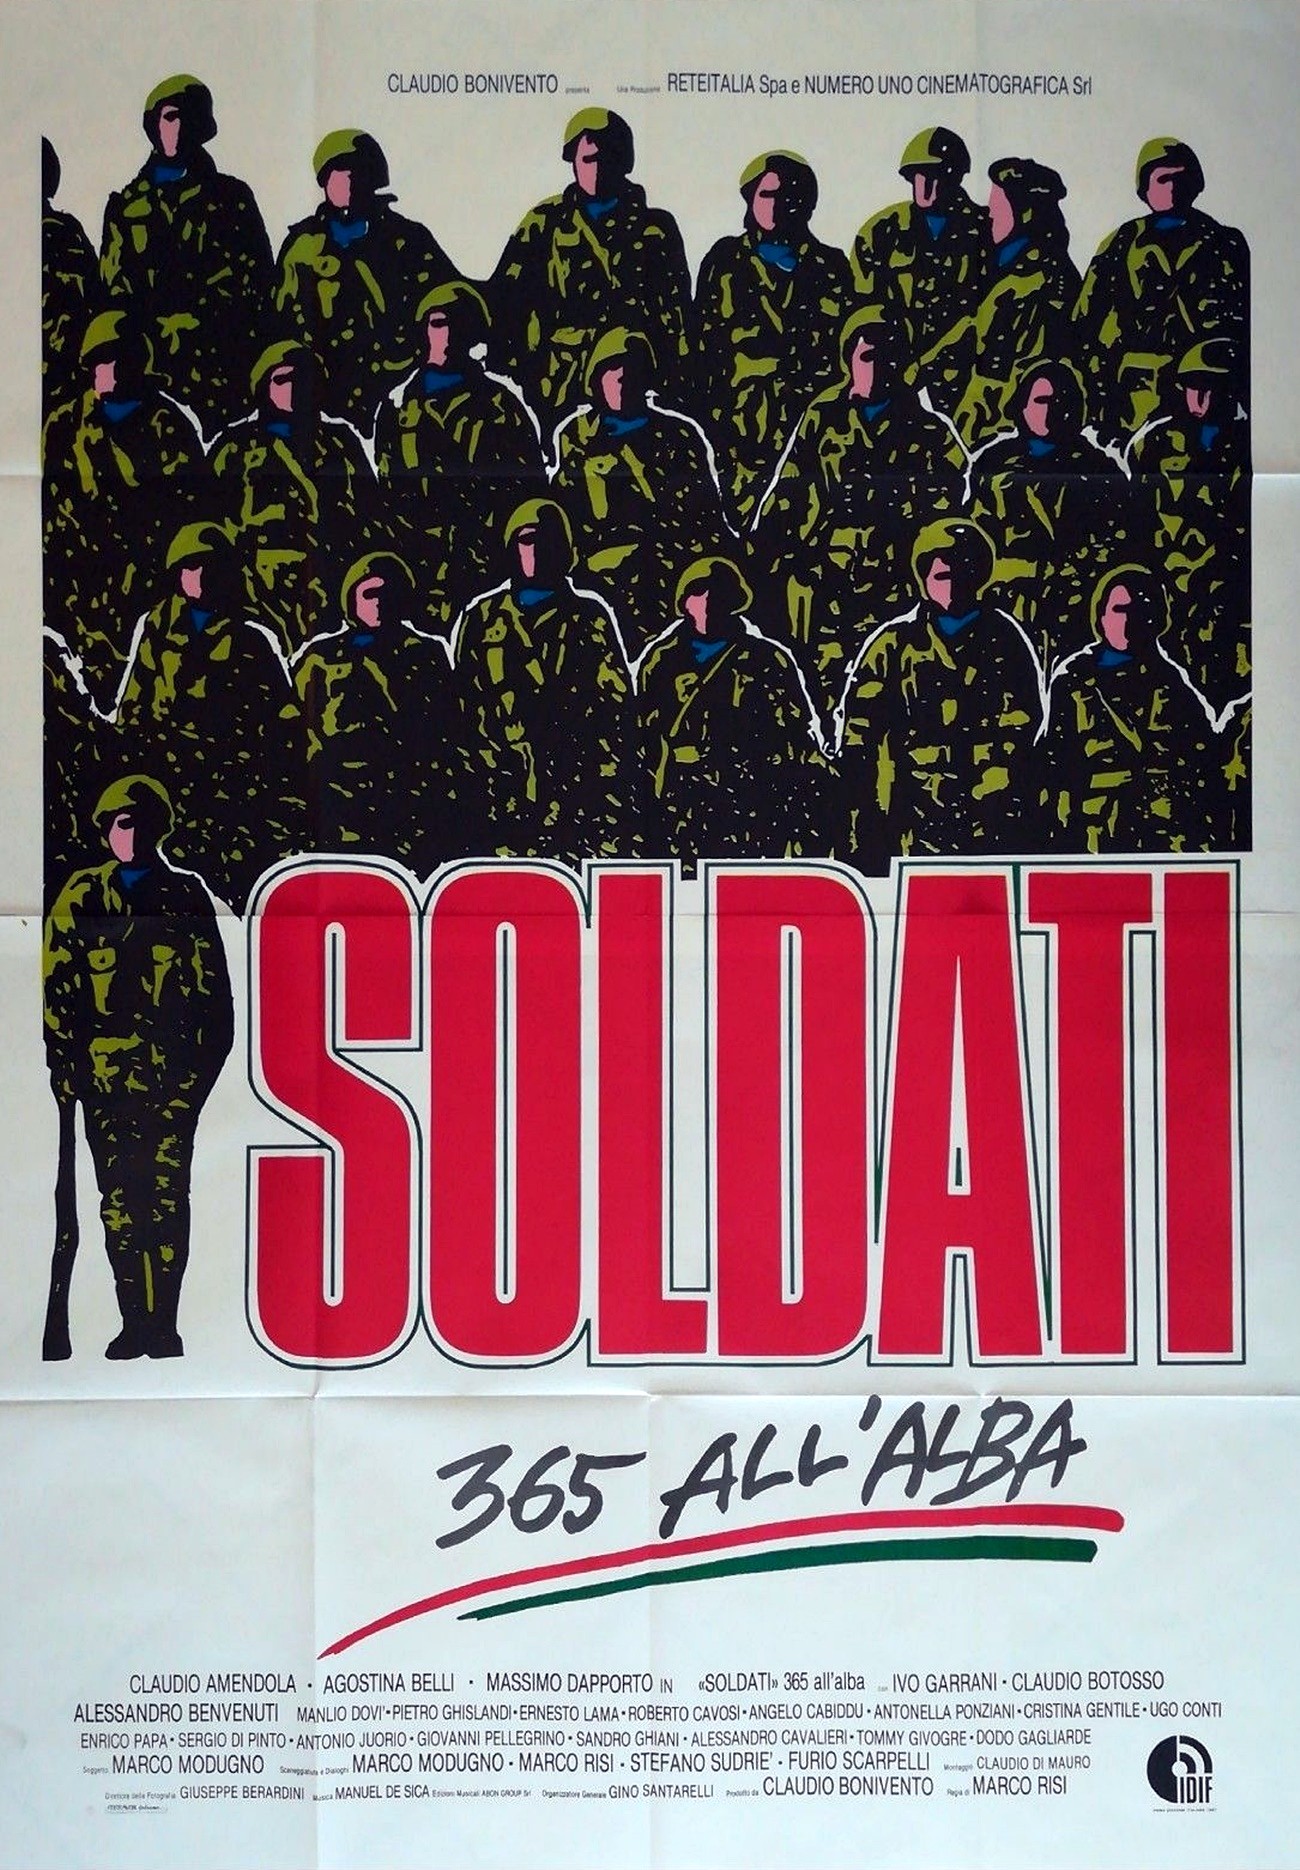 CLAUDIO BONIVENTO presenta Una Produzione RETEITALIA Spa e NUMERO UNO CINEMATOGRAFICA Srl
SOLDATI
365 ALL'ALBA
CLAUDIO AMENDOLA · AGOSTINA BELLI · MASSIMO DAPPORTO IN «SOLDATI» 365 all'alba con IVO GARRANI · CLAUDIO BOTOSSO
ALESSANDRO BENVENUTI MANLIO DOVI' · PIETRO GHISLANDI · ERNESTO LAMA · ROBERTO CAVOSI · ANGELO CABIDDU · ANTONELLA PONZIANI · CRISTINA GENTILE · UGO CONTI
ENRICO PAPA · SERGIO DI PINTO · ANTONIO JUORIO · GIOVANNI PELLEGRINO · SANDRO GHIANI · ALESSANDRO CAVALIERI · TOMMY GIVOGRE · DODO GAGLIARDE
Soggetto MARCO MODUGNO Sceneggiatura e Dialoghi MARCO MODUGNO · MARCO RISI · STEFANO SUDRIE' · FURIO SCARPELLI Montaggio CLAUDIO DI MAURO
Direttore della Fotografia GIUSEPPE BERARDINI Musica MANUEL DE SICA Edizioni Musicali ABON GROUP Srl Organizzatore Generale GINO SANTARELLI Prodotto da CLAUDIO BONIVENTO Regia di MARCO RISI
IDIF